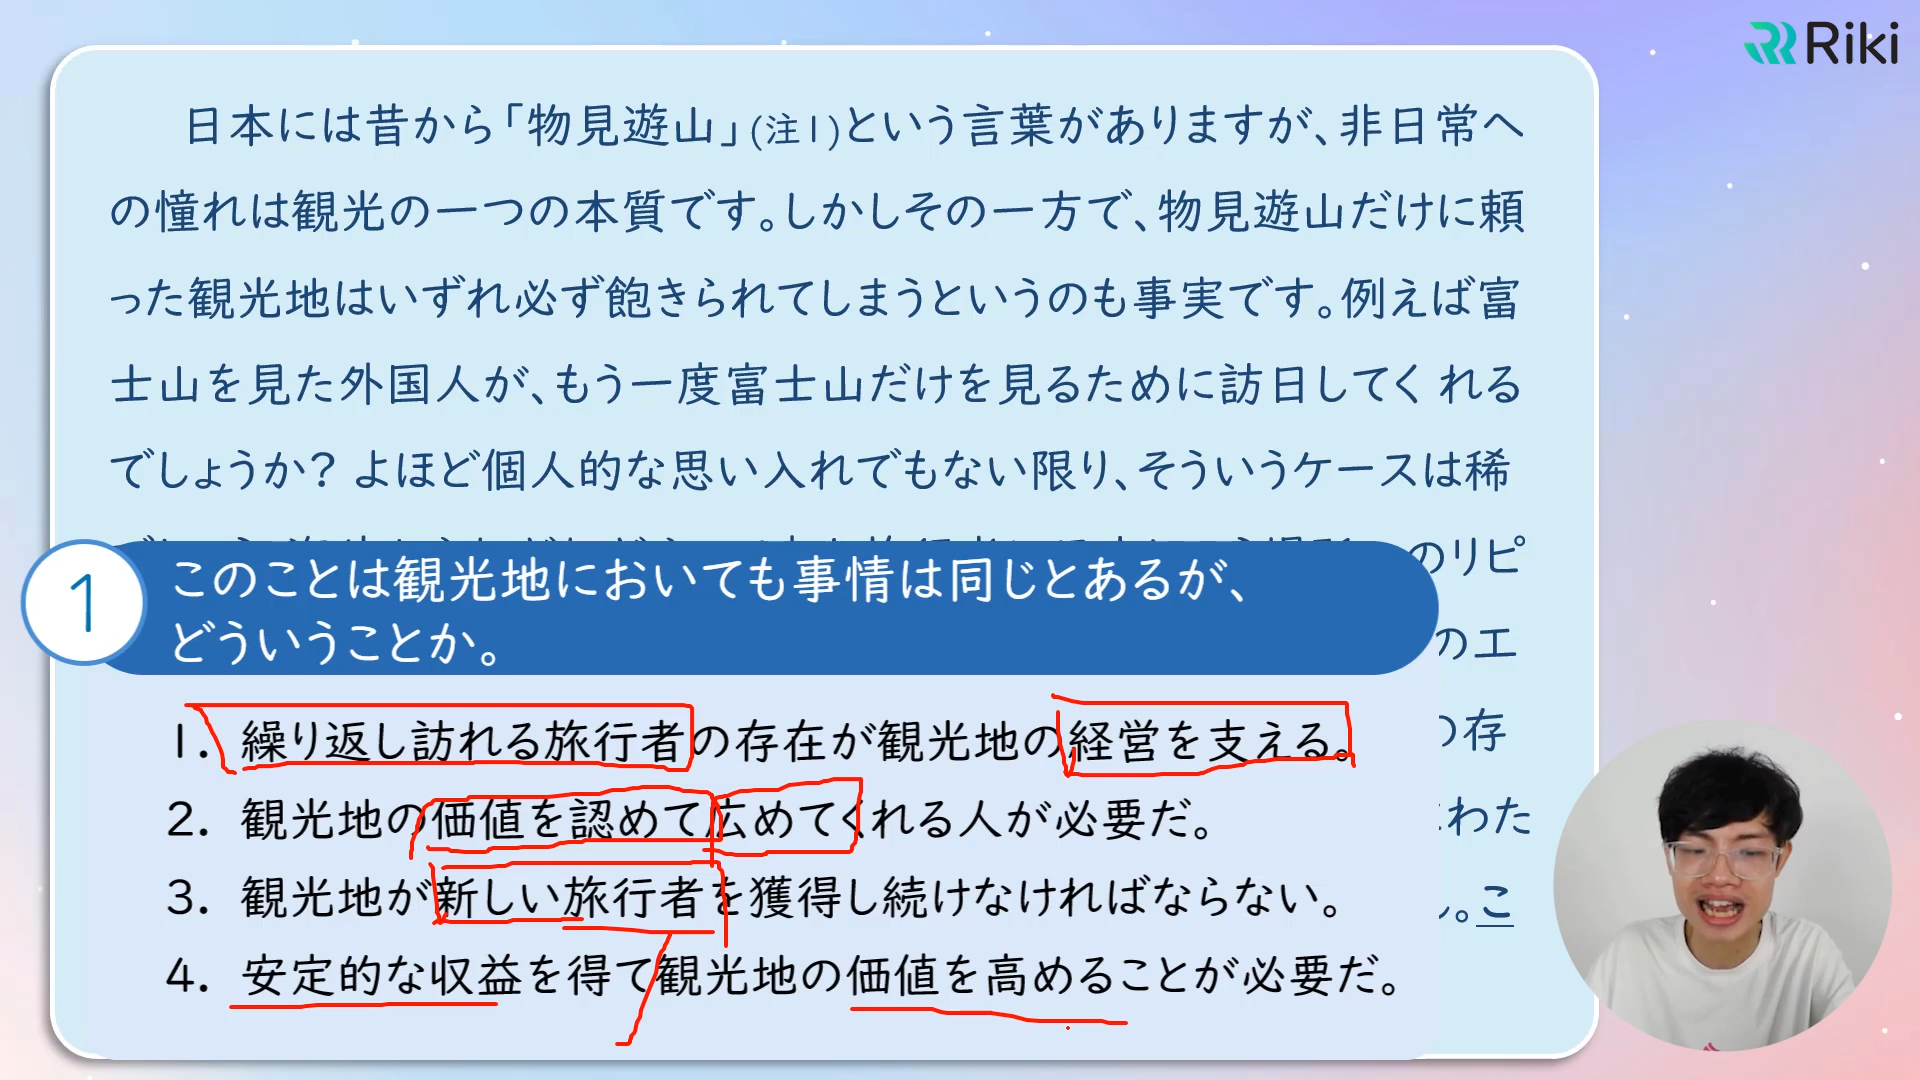 Riki
日本には昔から「物見遊山」(注1)という言葉がありますが、非日常へ
の憧れは観光の一つの本質です。しかしその一方で、物見遊山だけに頼
った観光地はいずれ必ず飽きられてしまうというのも事実です。例えば富
士山を見た外国人が、もう一度富士山だけを見るために訪日してくれる
でしょうか? よほど個人的な思い入れでもない限り、そういうケースは稀
のリピ
のエ
の存
わた
。こ
1
このことは観光地においても事情は同じとあるが、
どういうことか。
1. 繰り返し訪れる旅行者の存在が観光地の経営を支える。
2. 観光地の価値を認めて広めてくれる人が必要だ。
3. 観光地が新しい旅行者を獲得し続けなければならない。
4. 安定的な収益を得て観光地の価値を高めることが必要だ。